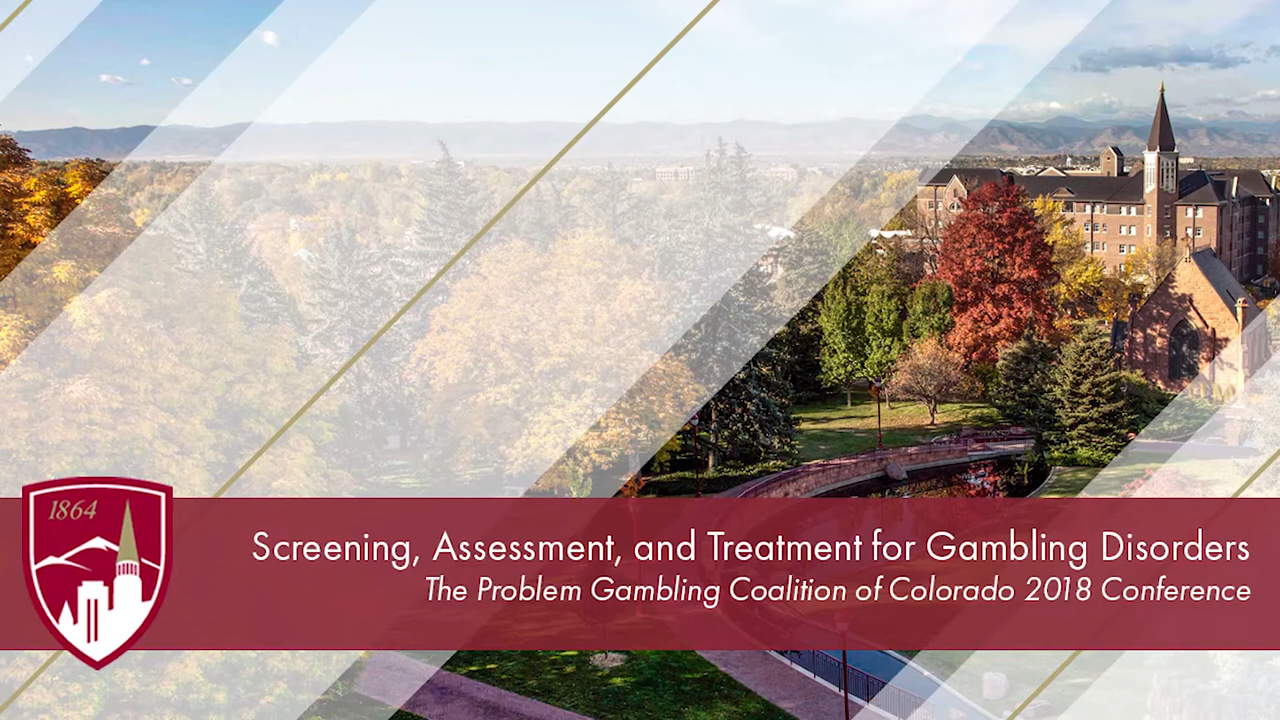 1864
Screening, Assessment, and Treatment for Gambling Disorders
The Problem Gambling Coalition of Colorado 2018 Conference